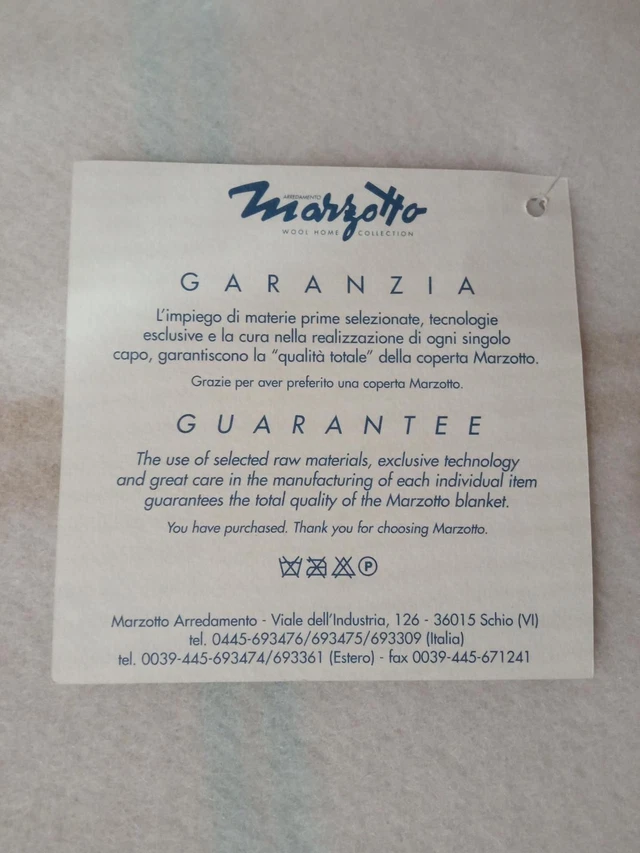 ARREDAMENTO
Marzotto
WOOL HOME COLLECTION
GARANZIA
L'impiego di materie prime selezionate, tecnologie
esclusive e la cura nella realizzazione di ogni singolo
capo, garantiscono la "qualità totale" della coperta Marzotto.
Grazie per aver preferito una coperta Marzotto.
GUARANTEE
The use of selected raw materials, exclusive technology
and great care in the manufacturing of each individual item
guarantees the total quality of the Marzotto blanket.
You have purchased. Thank you for choosing Marzotto.
P
Marzotto Arredamento - Viale dell'Industria, 126 - 36015 Schio (VI)
tel. 0445-693476/693475/693309 (Italia)
tel. 0039-445-693474/693361 (Estero) - fax 0039-445-671241